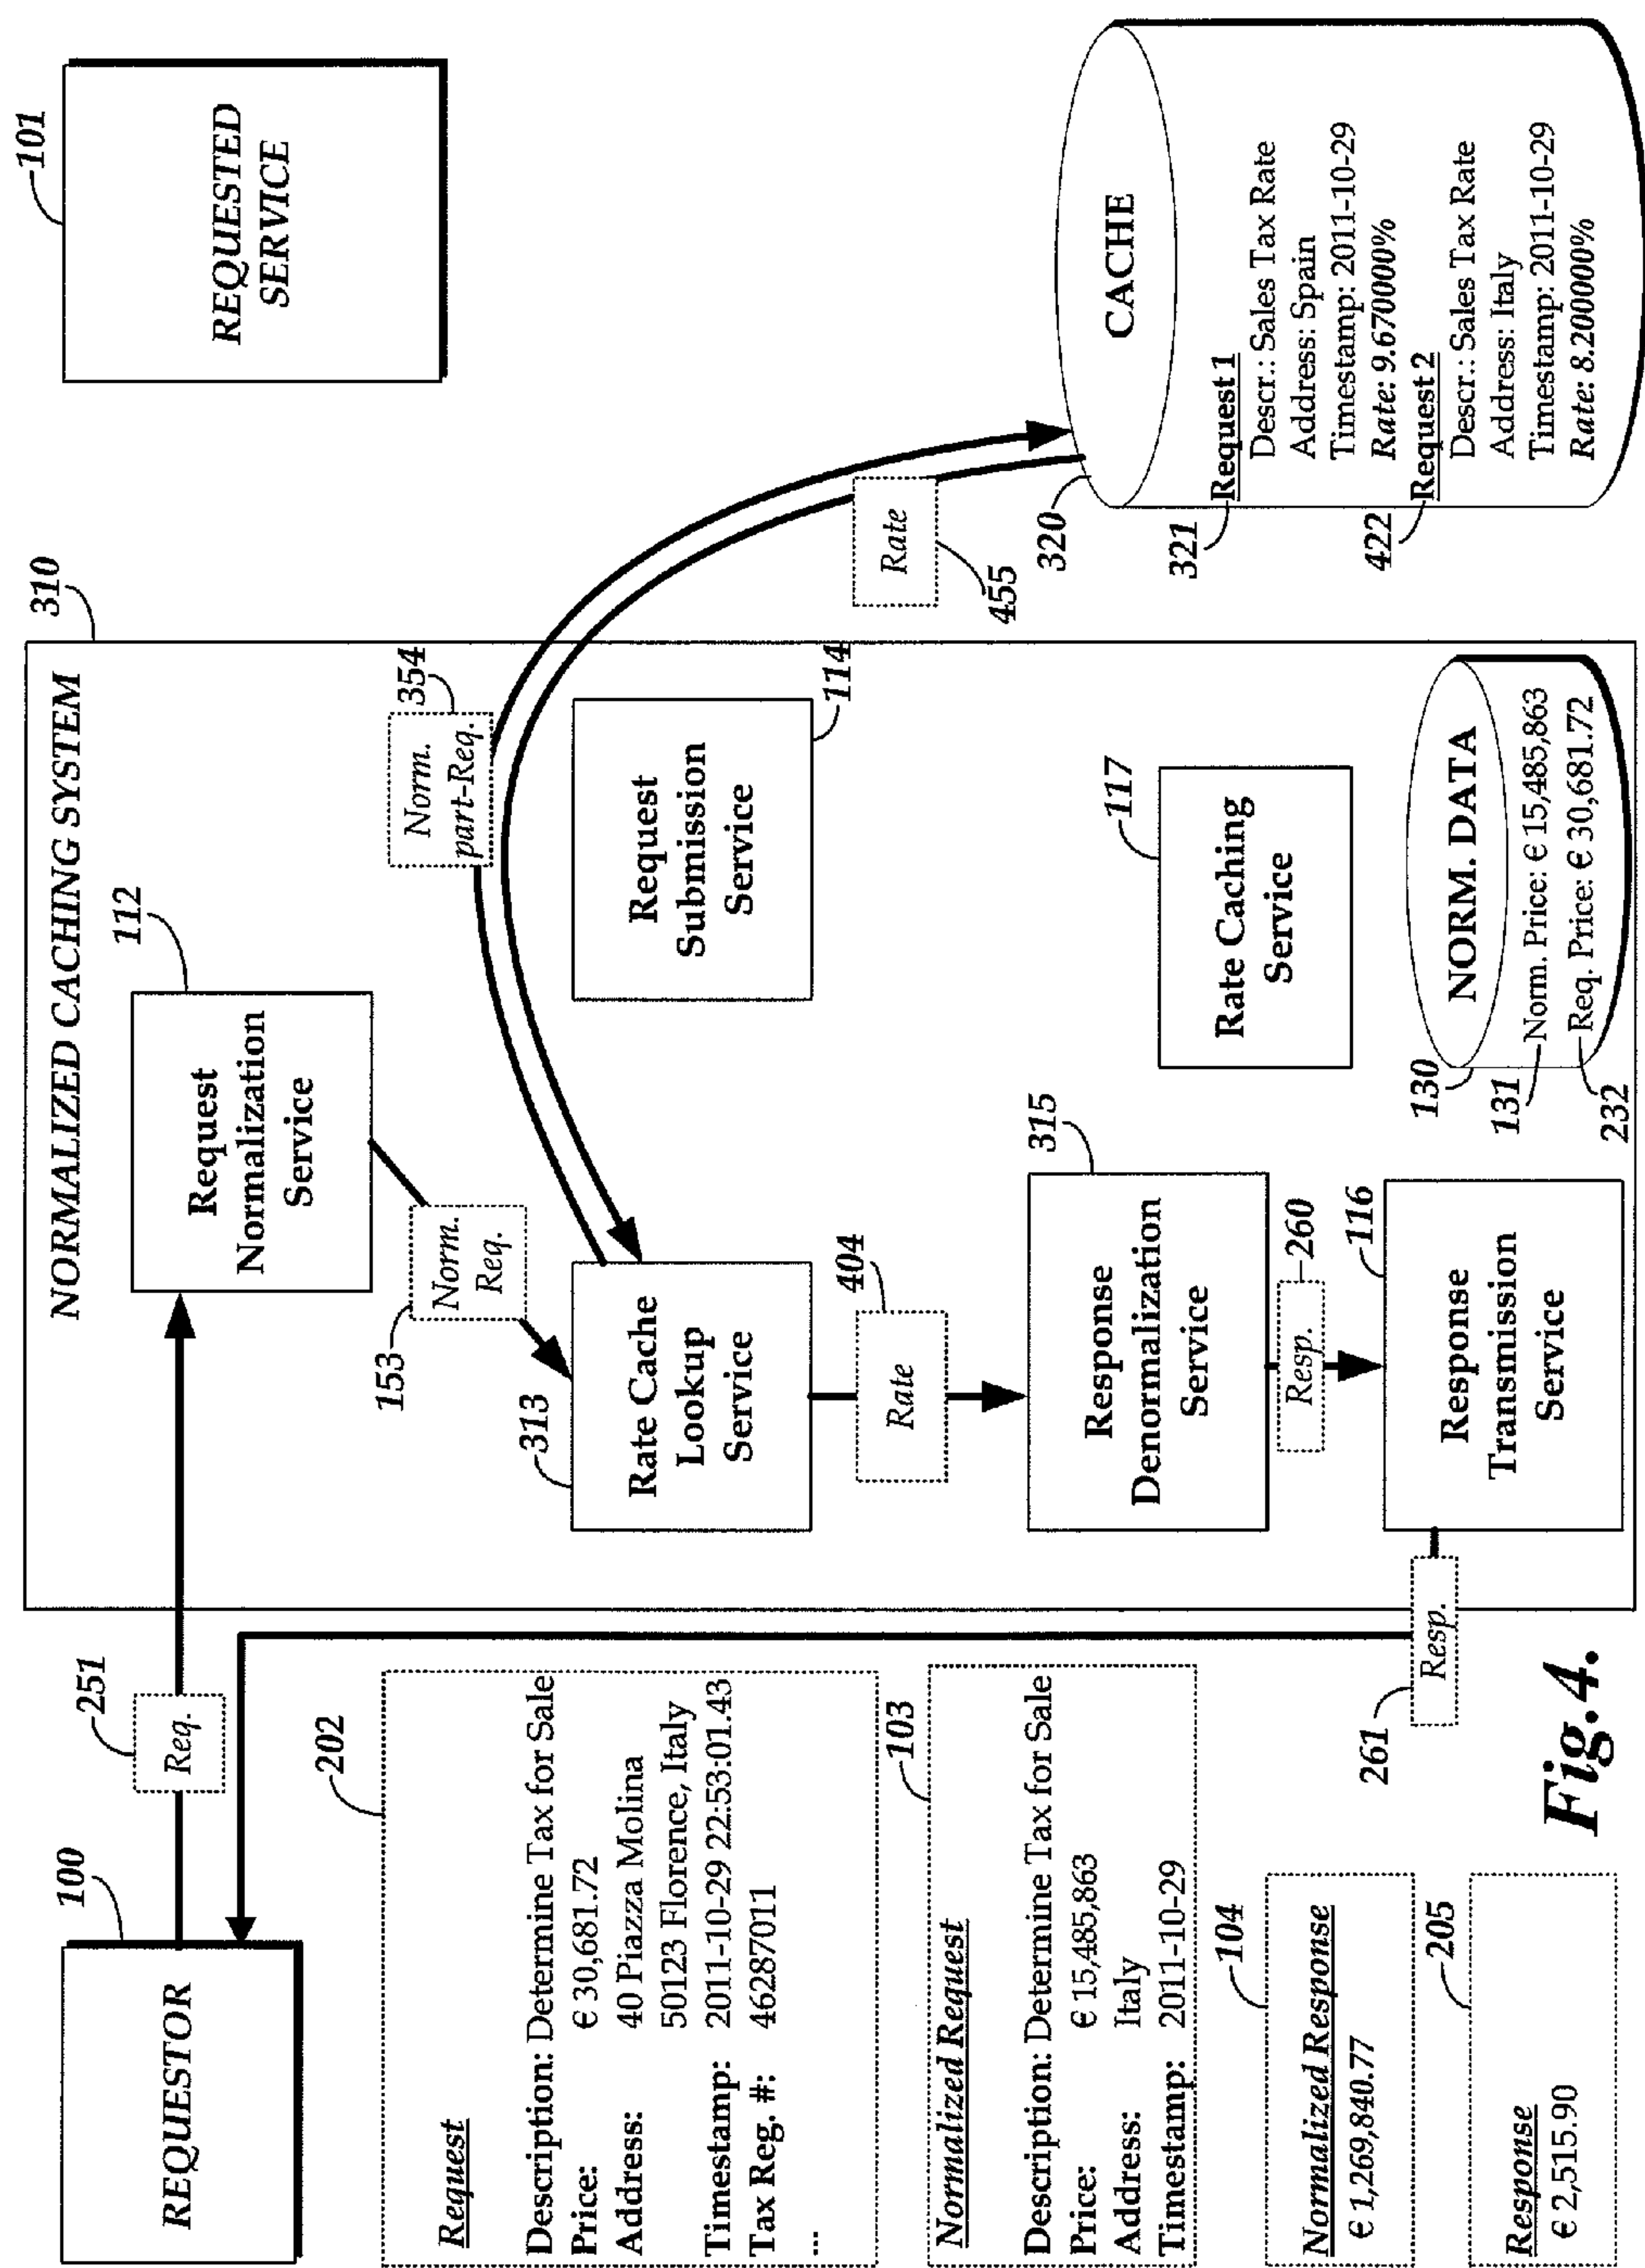 100
REQUESTOR
251
Req.
202
Request
Description: Determine Tax for Sale
Price: € 30,681.72
Address: 40 Piazza Molina
50123 Florence, Italy
Timestamp: 2011-10-29 22:53:01.43
Tax Reg. #: 46287011
...
103
Normalized Request
Description: Determine Tax for Sale
Price: € 15,485,863
Address: Italy
Timestamp: 2011-10-29
104
Normalized Response
€ 1,269,840.77
205
Response
€ 2,515.90
261
Resp.
Fig.4.
310
NORMALIZED CACHING SYSTEM
112
Request
Normalization
Service
153
Norm.
Req.
354
Norm.
part-Req.
313
Rate Cache
Lookup
Service
114
Request
Submission
Service
404
Rate
315
Response
Denormalization
Service
117
Rate Caching
Service
260
Resp.
116
Response
Transmission
Service
130
NORM. DATA
131
Norm. Price: € 15,485,863
Req. Price: € 30,681.72
232
101
REQUESTED
SERVICE
455
Rate
320
CACHE
321
Request 1
Descr.: Sales Tax Rate
Address: Spain
Timestamp: 2011-10-29
Rate: 9.670000%
422
Request 2
Descr.: Sales Tax Rate
Address: Italy
Timestamp: 2011-10-29
Rate: 8.200000%